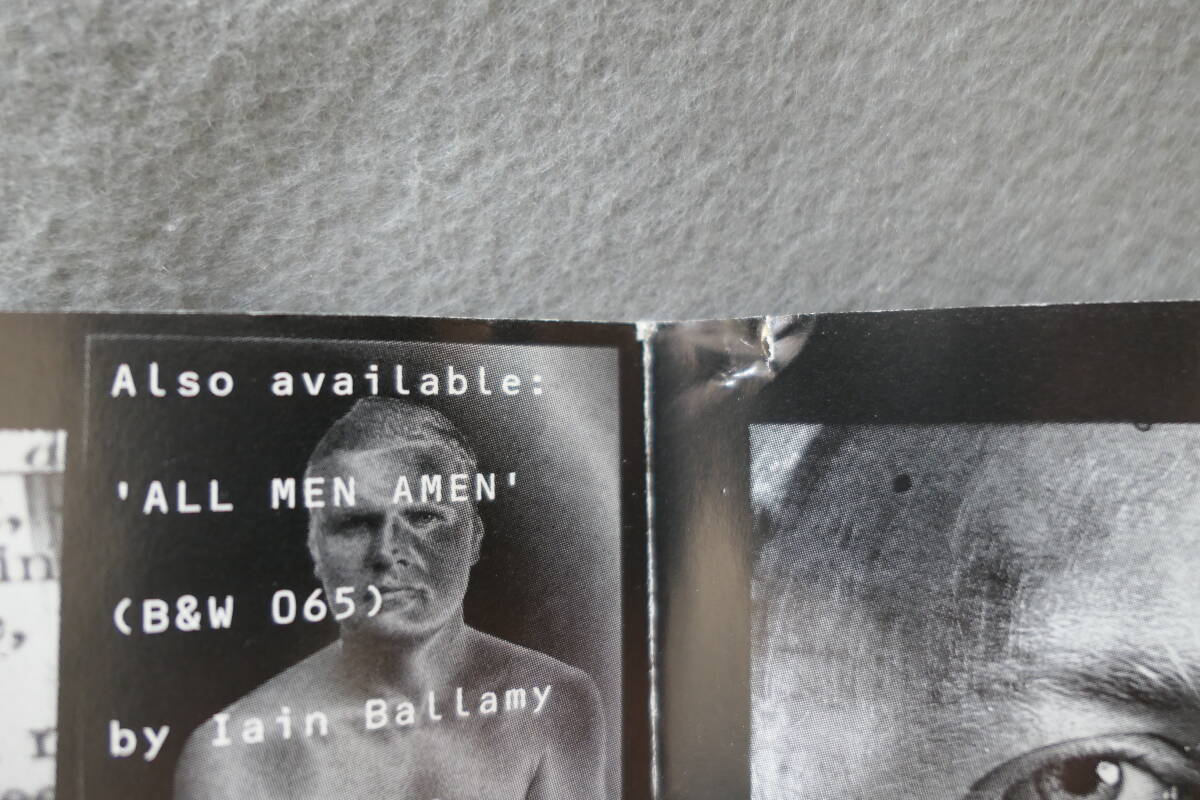 Also available:
'ALL MEN AMEN'
(B&W 065)
by Iain Ballamy